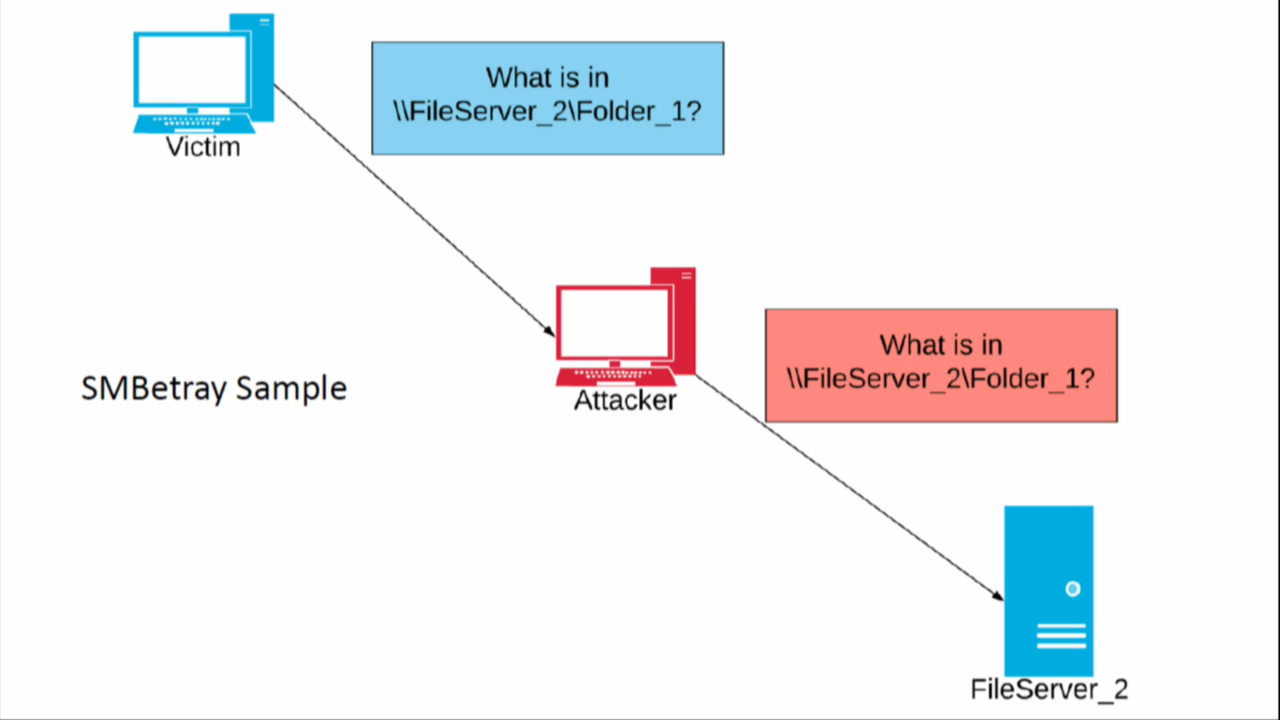 What is in
\\FileServer_2\Folder_1?
Victim
What is in
\\FileServer_2\Folder_1?
SMBetray Sample
Attacker
FileServer_2